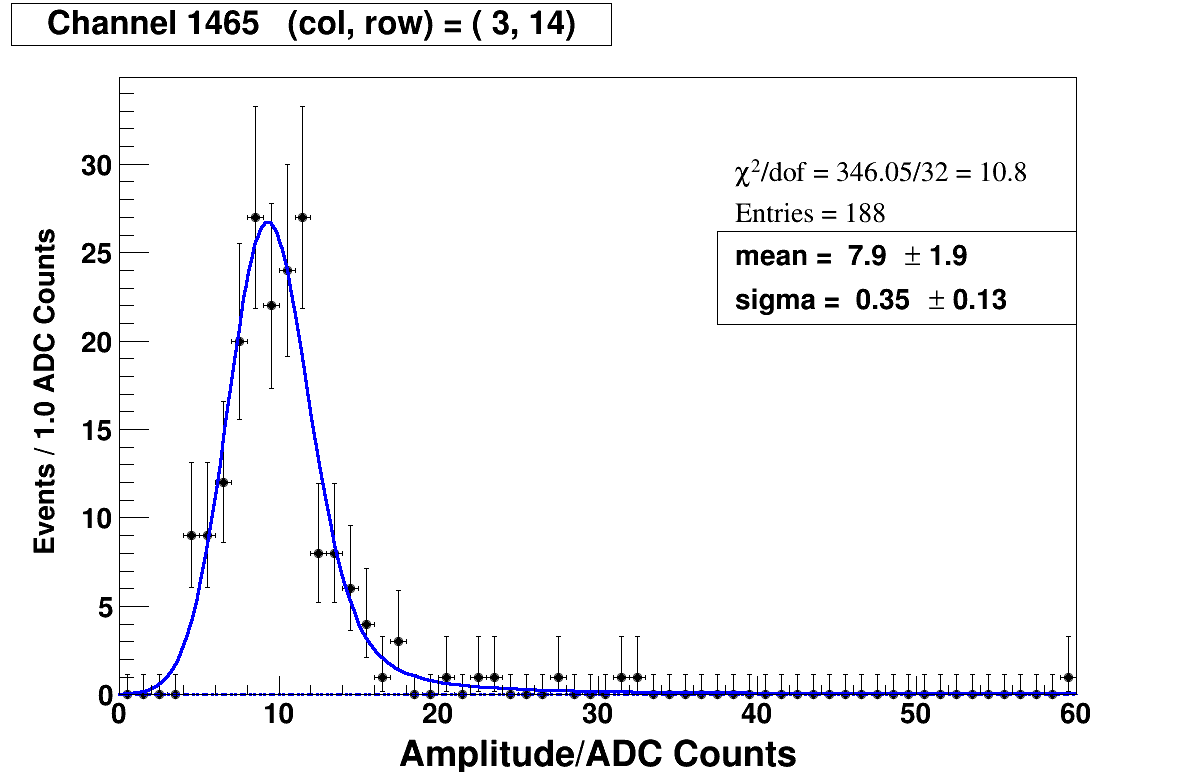 Channel 1465 (col, row) = ( 3, 14)
χ²/dof = 346.05/32 = 10.8
Entries = 188
mean = 7.9 ± 1.9
sigma = 0.35 ± 0.13
Events / 1.0 ADC Counts
30
25
20
15
10
5
0
0 10 20 30 40 50 60
Amplitude/ADC Counts